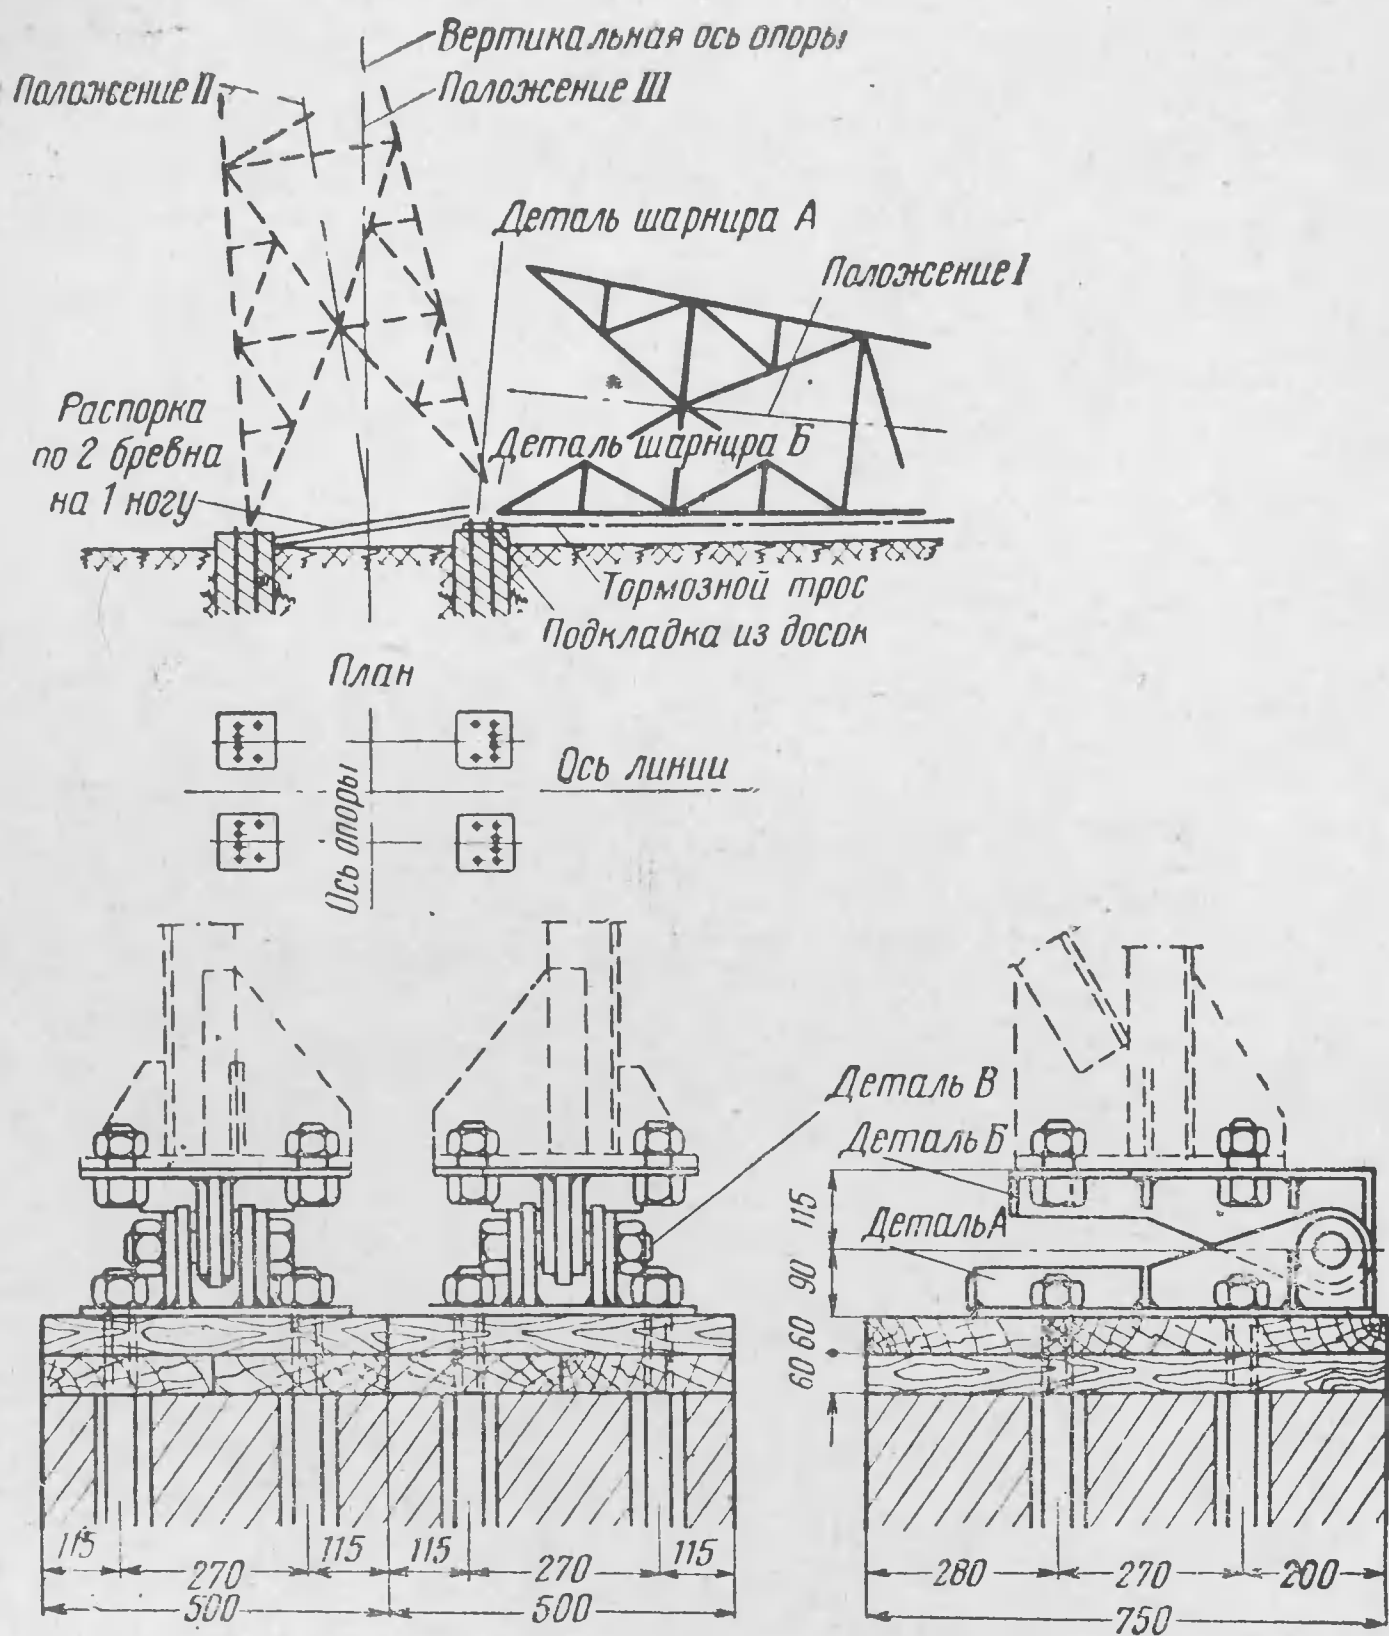 Вертикальная ось опоры
Положение II
Положение III
Деталь шарнира А
Положение I
Распорка
по 2 бревна
на 1 ногу
Деталь шарнира Б
Тормозной трос
Подкладка из досок
План
Ось линии
Ось опоры
Деталь В
Деталь Б
Деталь А
115
90
60
60
115
270
115
115
270
115
500
500
280
270
200
750